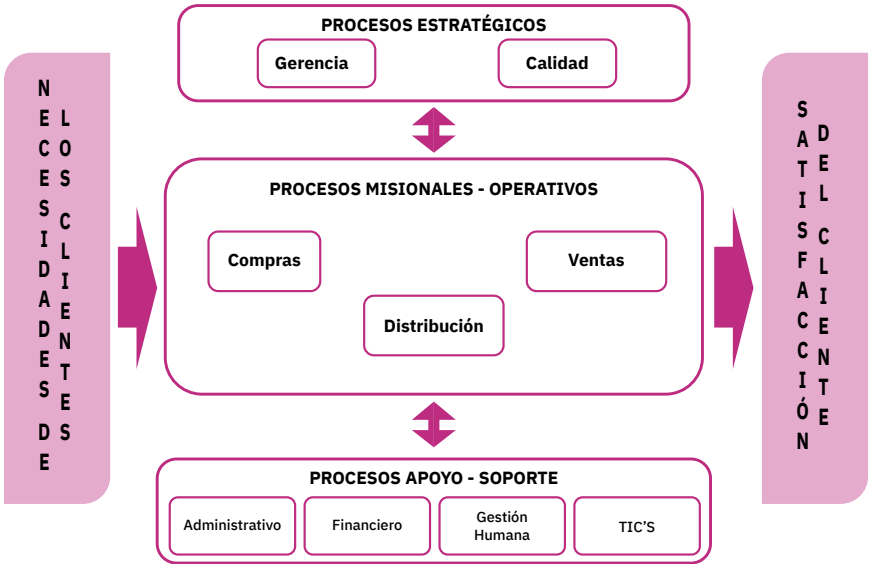 PROCESOS ESTRATÉGICOS
Gerencia
Calidad
NECESIDADES DE
LOS CLIENTES
PROCESOS MISIONALES - OPERATIVOS
Compras
Ventas
Distribución
SATISFACCIÓN
DEL CLIENTE
PROCESOS APOYO - SOPORTE
Administrativo
Financiero
Gestión
Humana
TIC'S